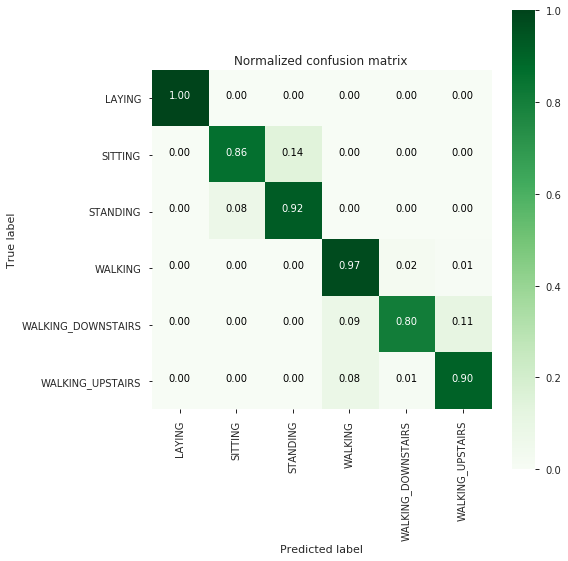 Normalized confusion matrix
True label
LAYING 1.00 0.00 0.00 0.00 0.00 0.00
SITTING 0.00 0.86 0.14 0.00 0.00 0.00
STANDING 0.00 0.08 0.92 0.00 0.00 0.00
WALKING 0.00 0.00 0.00 0.97 0.02 0.01
WALKING_DOWNSTAIRS 0.00 0.00 0.00 0.09 0.80 0.11
WALKING_UPSTAIRS 0.00 0.00 0.00 0.08 0.01 0.90
LAYING
SITTING
STANDING
WALKING
WALKING_DOWNSTAIRS
WALKING_UPSTAIRS
Predicted label
1.0
0.8
0.6
0.4
0.2
0.0